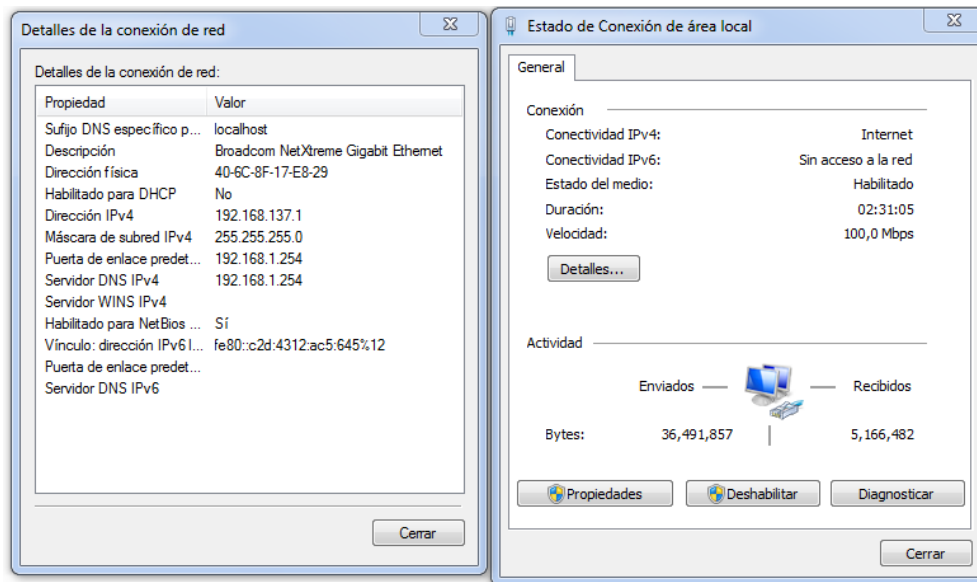 Detalles de la conexión de red
Detalles de la conexión de red:
Propiedad Valor
Sufijo DNS específico p... localhost
Descripción Broadcom NetXtreme Gigabit Ethernet
Dirección física 40-6C-8F-17-E8-29
Habilitado para DHCP No
Dirección IPv4 192.168.137.1
Máscara de subred IPv4 255.255.255.0
Puerta de enlace predet... 192.168.1.254
Servidor DNS IPv4 192.168.1.254
Servidor WINS IPv4
Habilitado para NetBios ... Sí
Vínculo: dirección IPv6 l... fe80::c2d:4312:ac5:645%12
Puerta de enlace predet...
Servidor DNS IPv6
Cerrar
Estado de Conexión de área local
General
Conexión
Conectividad IPv4: Internet
Conectividad IPv6: Sin acceso a la red
Estado del medio: Habilitado
Duración: 02:31:05
Velocidad: 100,0 Mbps
Detalles...
Actividad
Enviados Recibidos
Bytes: 36,491,857 5,166,482
Propiedades Deshabilitar Diagnosticar
Cerrar